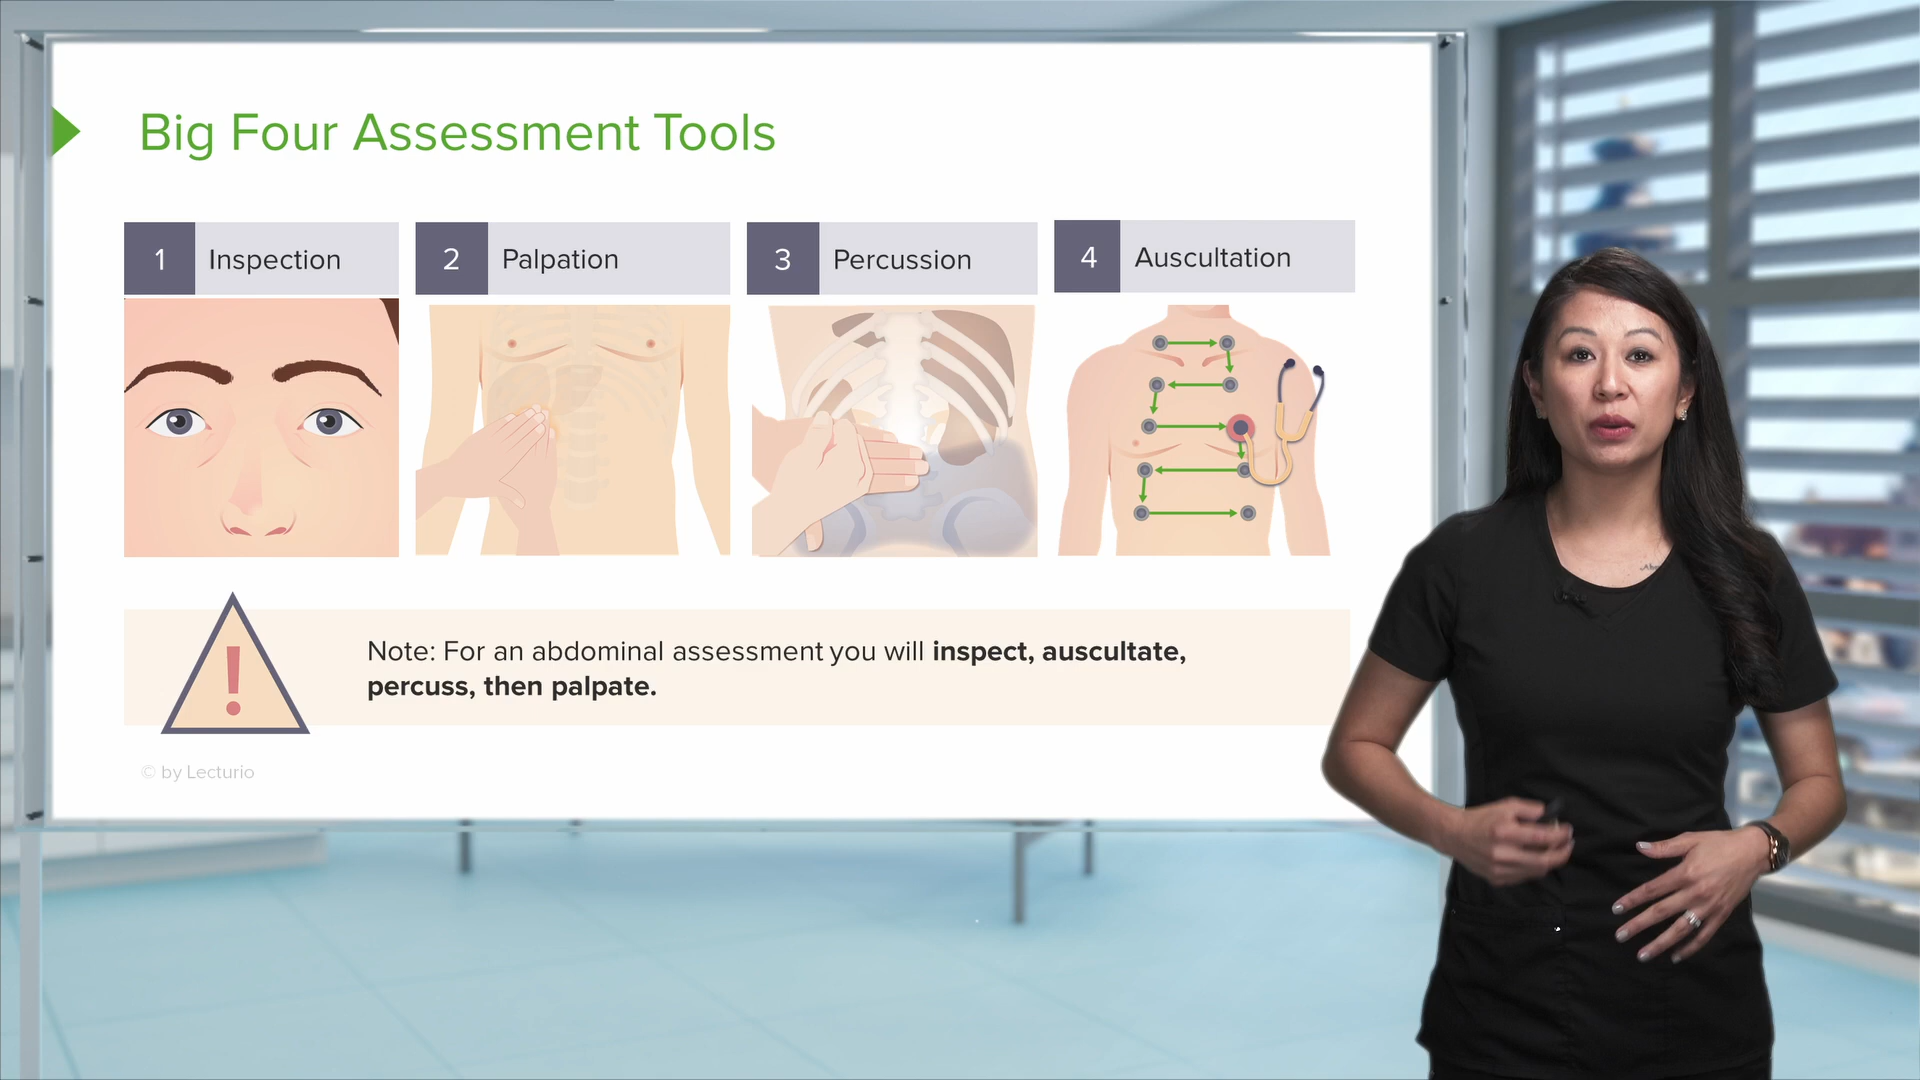 Big Four Assessment Tools
1 Inspection
2 Palpation
3 Percussion
4 Auscultation
Note: For an abdominal assessment you will inspect, auscultate,
percuss, then palpate.
© by Lecturio